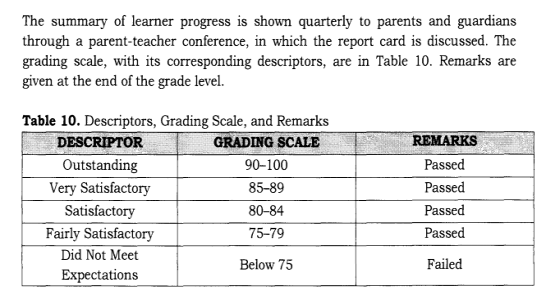 The summary of learner progress is shown quarterly to parents and guardians
through a parent-teacher conference, in which the report card is discussed. The
grading scale, with its corresponding descriptors, are in Table 10. Remarks are
given at the end of the grade level.
Table 10. Descriptors, Grading Scale, and Remarks
DESCRIPTOR GRADING SCALE REMARKS
Outstanding 90–100 Passed
Very Satisfactory 85–89 Passed
Satisfactory 80–84 Passed
Fairly Satisfactory 75–79 Passed
Did Not Meet
Expectations Below 75 Failed